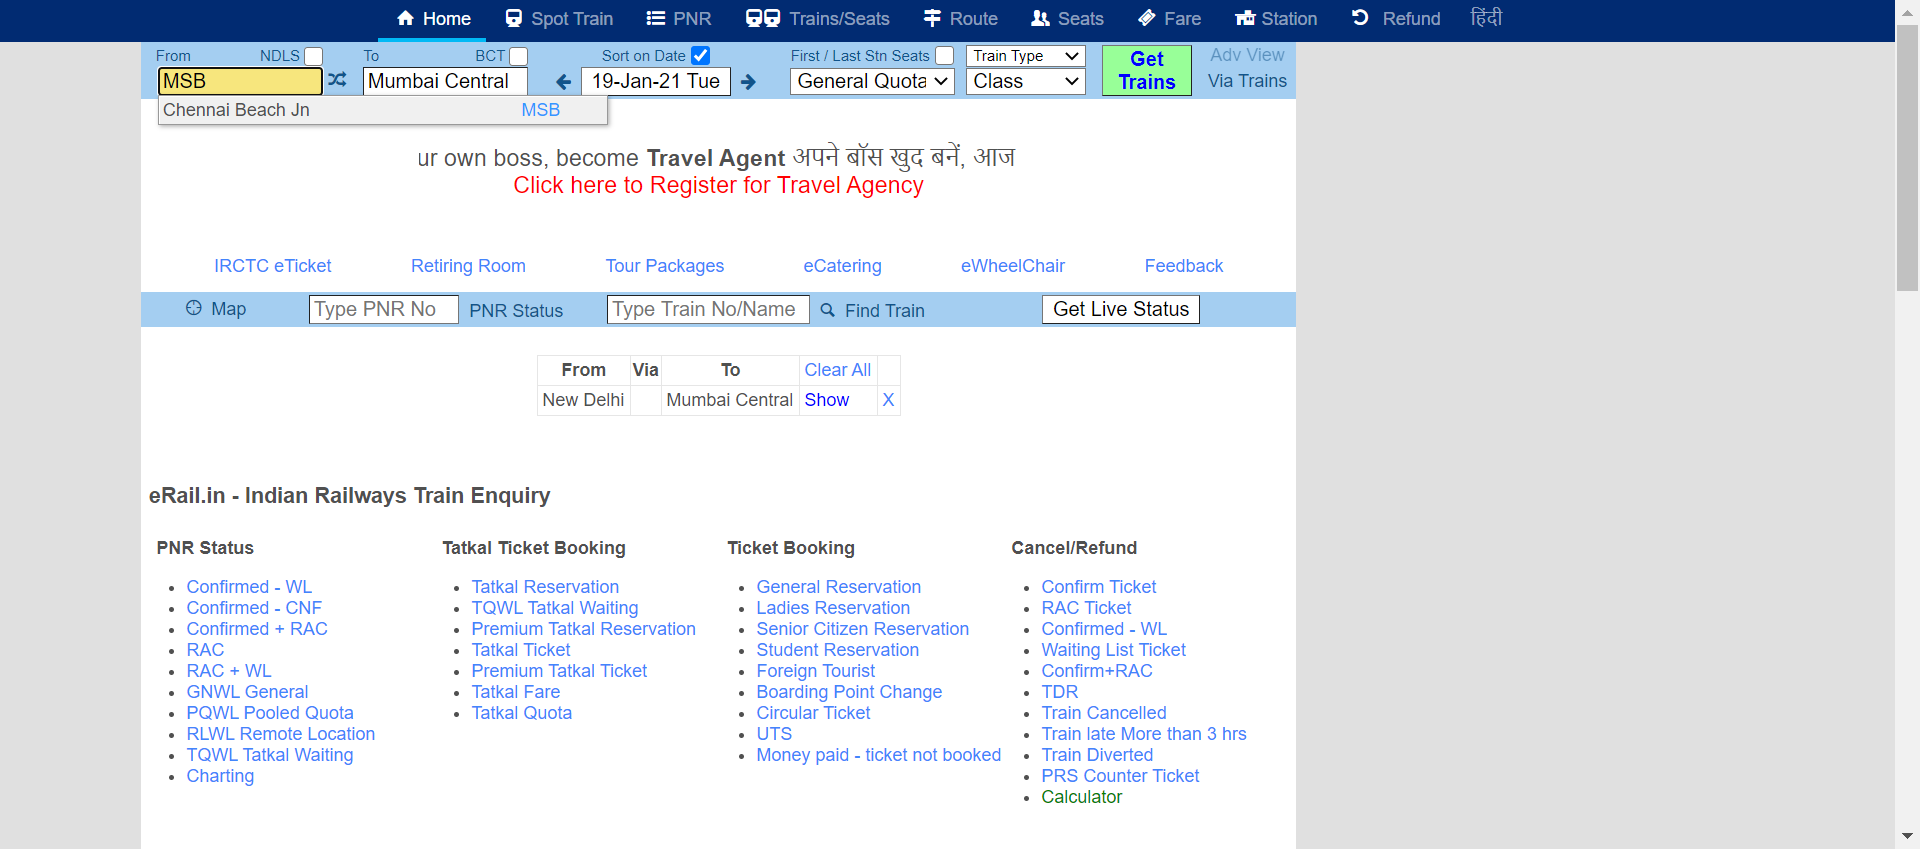 Home Spot Train PNR Trains/Seats Route Seats Fare Station Refund हिंदी
From NDLS To BCT Sort on Date First / Last Stn Seats Train Type Get Trains Adv View
MSB Mumbai Central 19-Jan-21 Tue General Quota Class Via Trains
Chennai Beach Jn MSB
ur own boss, become Travel Agent अपने बॉस खुद बनें, आज
Click here to Register for Travel Agency
IRCTC eTicket Retiring Room Tour Packages eCatering eWheelChair Feedback
Map Type PNR No PNR Status Type Train No/Name Find Train Get Live Status
From Via To Clear All
New Delhi Mumbai Central Show X
eRail.in - Indian Railways Train Enquiry
PNR Status
Confirmed - WL
Confirmed - CNF
Confirmed + RAC
RAC
RAC + WL
GNWL General
PQWL Pooled Quota
RLWL Remote Location
TQWL Tatkal Waiting
Charting
Tatkal Ticket Booking
Tatkal Reservation
TQWL Tatkal Waiting
Premium Tatkal Reservation
Tatkal Ticket
Premium Tatkal Ticket
Tatkal Fare
Tatkal Quota
Ticket Booking
General Reservation
Ladies Reservation
Senior Citizen Reservation
Student Reservation
Foreign Tourist
Boarding Point Change
Circular Ticket
UTS
Money paid - ticket not booked
Cancel/Refund
Confirm Ticket
RAC Ticket
Confirmed - WL
Waiting List Ticket
Confirm+RAC
TDR
Train Cancelled
Train late More than 3 hrs
Train Diverted
PRS Counter Ticket
Calculator